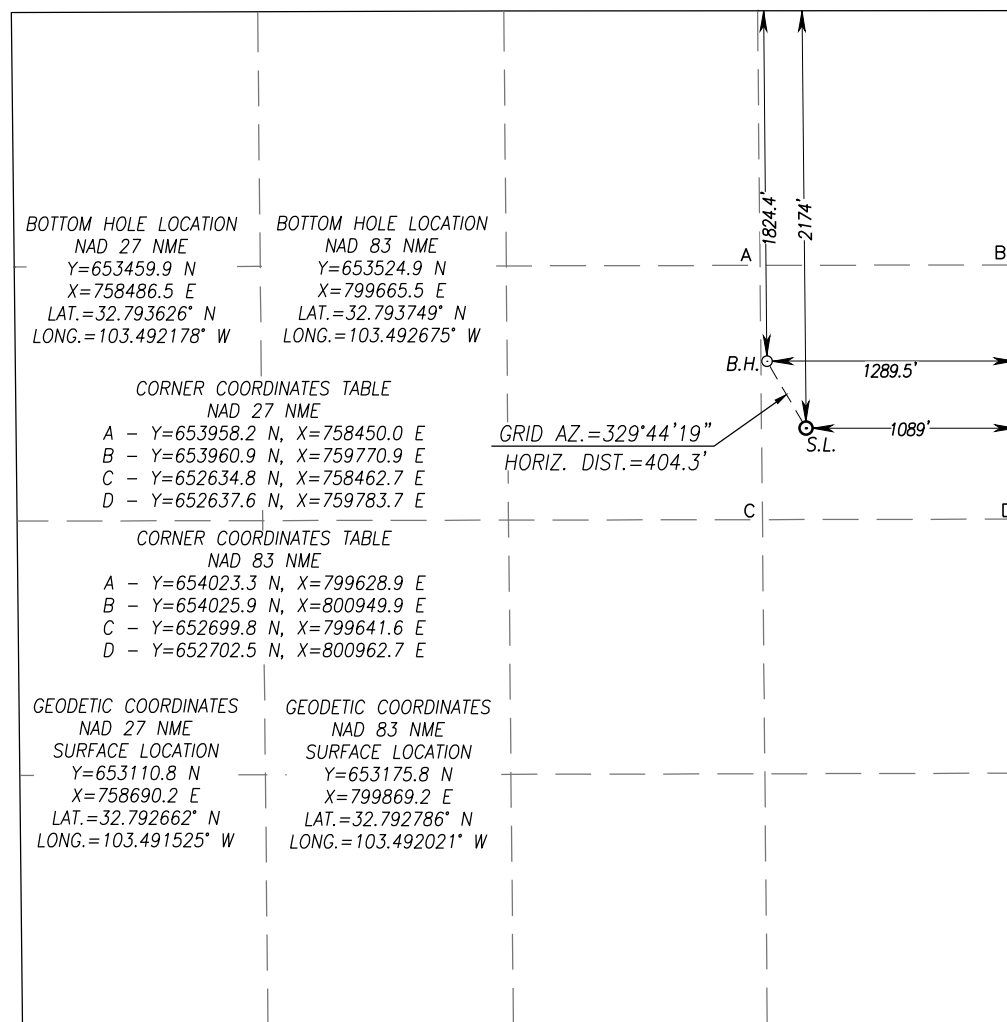 1824.4'
2174'
BOTTOM HOLE LOCATION
NAD 27 NME
Y=653459.9 N
X=758486.5 E
LAT.=32.793626° N
LONG.=103.492178° W
BOTTOM HOLE LOCATION
NAD 83 NME
Y=653524.9 N
X=799665.5 E
LAT.=32.793749° N
LONG.=103.492675° W
A
B
B.H.
1289.5'
CORNER COORDINATES TABLE
NAD 27 NME
A - Y=653958.2 N, X=758450.0 E
B - Y=653960.9 N, X=759770.9 E
C - Y=652634.8 N, X=758462.7 E
D - Y=652637.6 N, X=759783.7 E
GRID AZ.=329°44'19"
HORIZ. DIST.=404.3'
1089'
S.L.
C
D
CORNER COORDINATES TABLE
NAD 83 NME
A - Y=654023.3 N, X=799628.9 E
B - Y=654025.9 N, X=800949.9 E
C - Y=652699.8 N, X=799641.6 E
D - Y=652702.5 N, X=800962.7 E
GEODETIC COORDINATES
NAD 27 NME
SURFACE LOCATION
Y=653110.8 N
X=758690.2 E
LAT.=32.792662° N
LONG.=103.491525° W
GEODETIC COORDINATES
NAD 83 NME
SURFACE LOCATION
Y=653175.8 N
X=799869.2 E
LAT.=32.792786° N
LONG.=103.492021° W